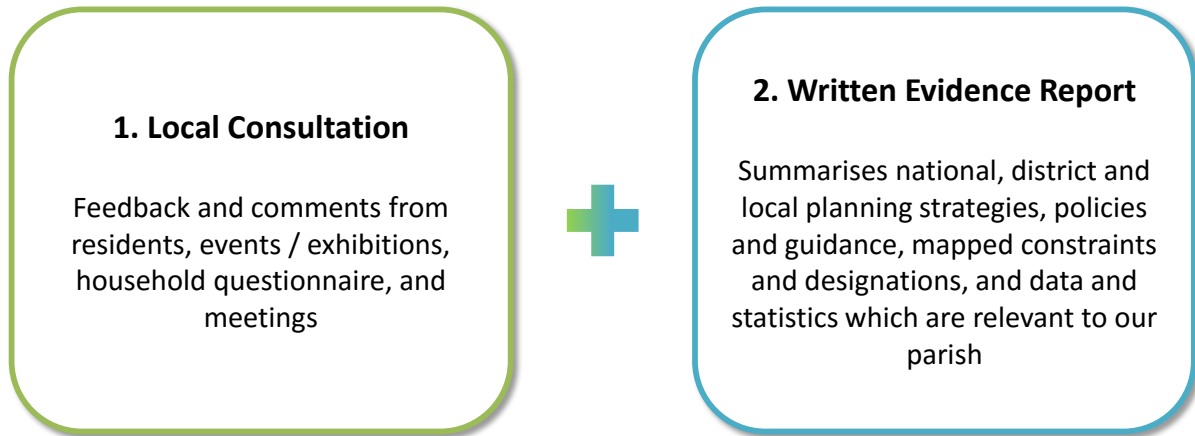 1. Local Consultation
Feedback and comments from
residents, events / exhibitions,
household questionnaire, and
meetings
2. Written Evidence Report
Summarises national, district and
local planning strategies, policies
and guidance, mapped constraints
and designations, and data and
statistics which are relevant to our
parish